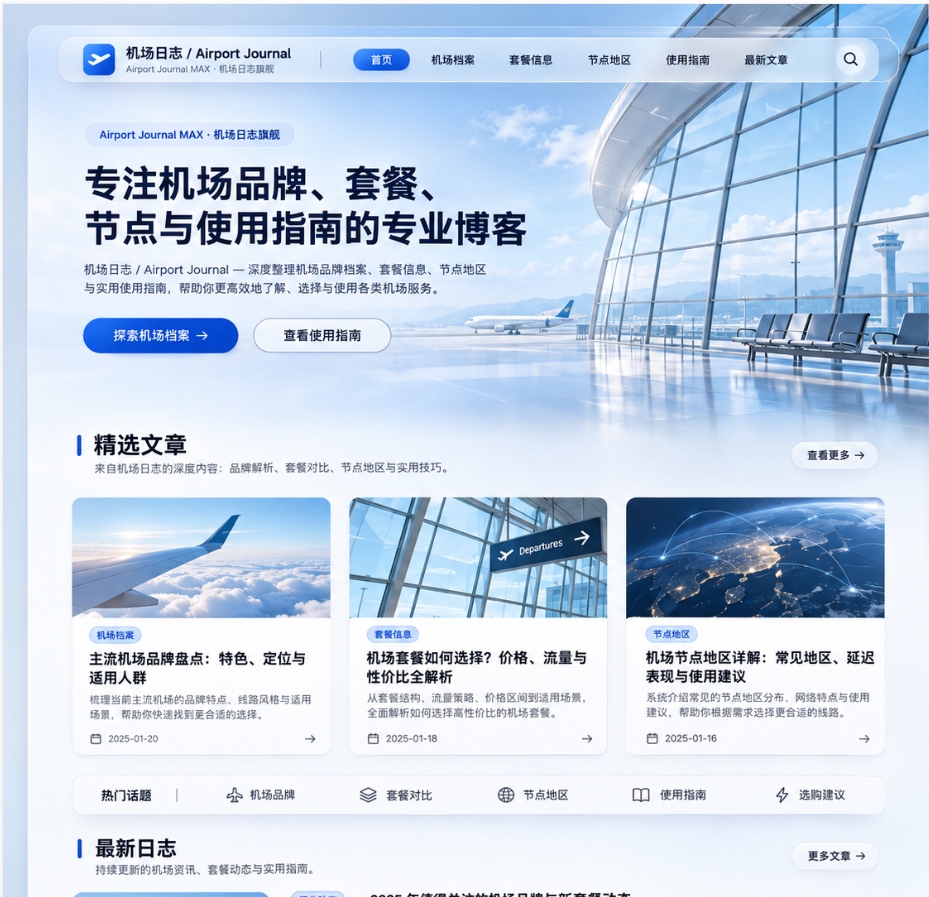 机场日志 / Airport Journal
Airport Journal MAX · 机场日志旗舰
首页
机场档案
套餐信息
节点地区
使用指南
最新文章
Airport Journal MAX · 机场日志旗舰
专注机场品牌、套餐、
节点与使用指南的专业博客
机场日志 / Airport Journal — 深度整理机场品牌档案、套餐信息、节点地区
与实用使用指南，帮助你更高效地了解、选择与使用各类机场服务。
探索机场档案 →
查看使用指南
精选文章
来自机场日志的深度内容：品牌解析、套餐对比、节点地区与实用技巧。
查看更多 →
Departures →
机场档案
主流机场品牌盘点：特色、定位与
适用人群
梳理当前主流机场的品牌特点、线路风格与适用
场景，帮助你快速找到更合适的选择。
2025-01-20 →
套餐信息
机场套餐如何选择？价格、流量与
性价比全解析
从套餐结构、流量策略、价格区间到适用场景，
全面解析如何选择高性价比的机场套餐。
2025-01-18 →
节点地区
机场节点地区详解：常见地区、延迟
表现与使用建议
系统介绍常见的节点地区分布、网络特点与使用
建议，帮助你根据需求选择更合适的线路。
2025-01-16 →
热门话题
机场品牌
套餐对比
节点地区
使用指南
选购建议
最新日志
持续更新的机场资讯、套餐动态与实用指南。
更多文章 →